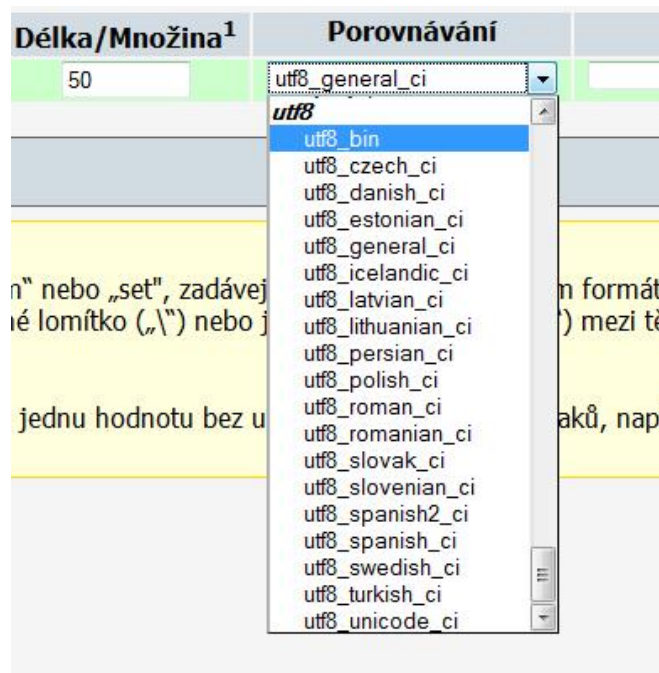 Délka/Množina¹ Porovnávání
50 utf8_general_ci
utf8
utf8_bin
utf8_czech_ci
utf8_danish_ci
utf8_estonian_ci
utf8_general_ci
utf8_icelandic_ci
utf8_latvian_ci
utf8_lithuanian_ci
utf8_persian_ci
utf8_polish_ci
utf8_roman_ci
utf8_romanian_ci
utf8_slovak_ci
utf8_slovenian_ci
utf8_spanish2_ci
utf8_spanish_ci
utf8_swedish_ci
utf8_turkish_ci
utf8_unicode_ci
m“ nebo „set", zadávej m formát
né lomítko („\“) nebo j “) mezi tě
jednu hodnotu bez u aků, nap